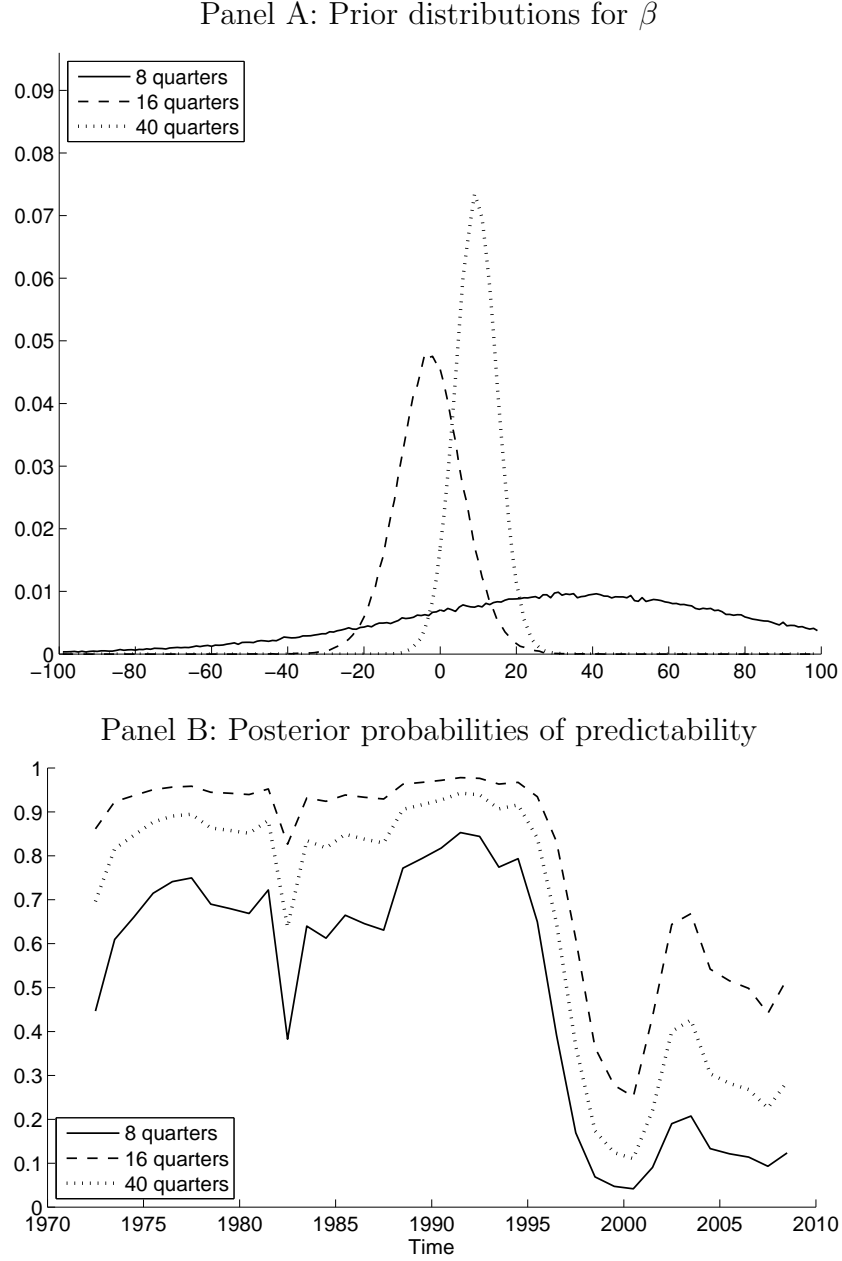 Panel A: Prior distributions for β
8 quarters
16 quarters
40 quarters
0.09
0.08
0.07
0.06
0.05
0.04
0.03
0.02
0.01
0
−100 −80 −60 −40 −20 0 20 40 60 80 100
Panel B: Posterior probabilities of predictability
1
0.9
0.8
0.7
0.6
0.5
0.4
0.3
0.2
0.1
0
8 quarters
16 quarters
40 quarters
1970 1975 1980 1985 1990 1995 2000 2005 2010
Time